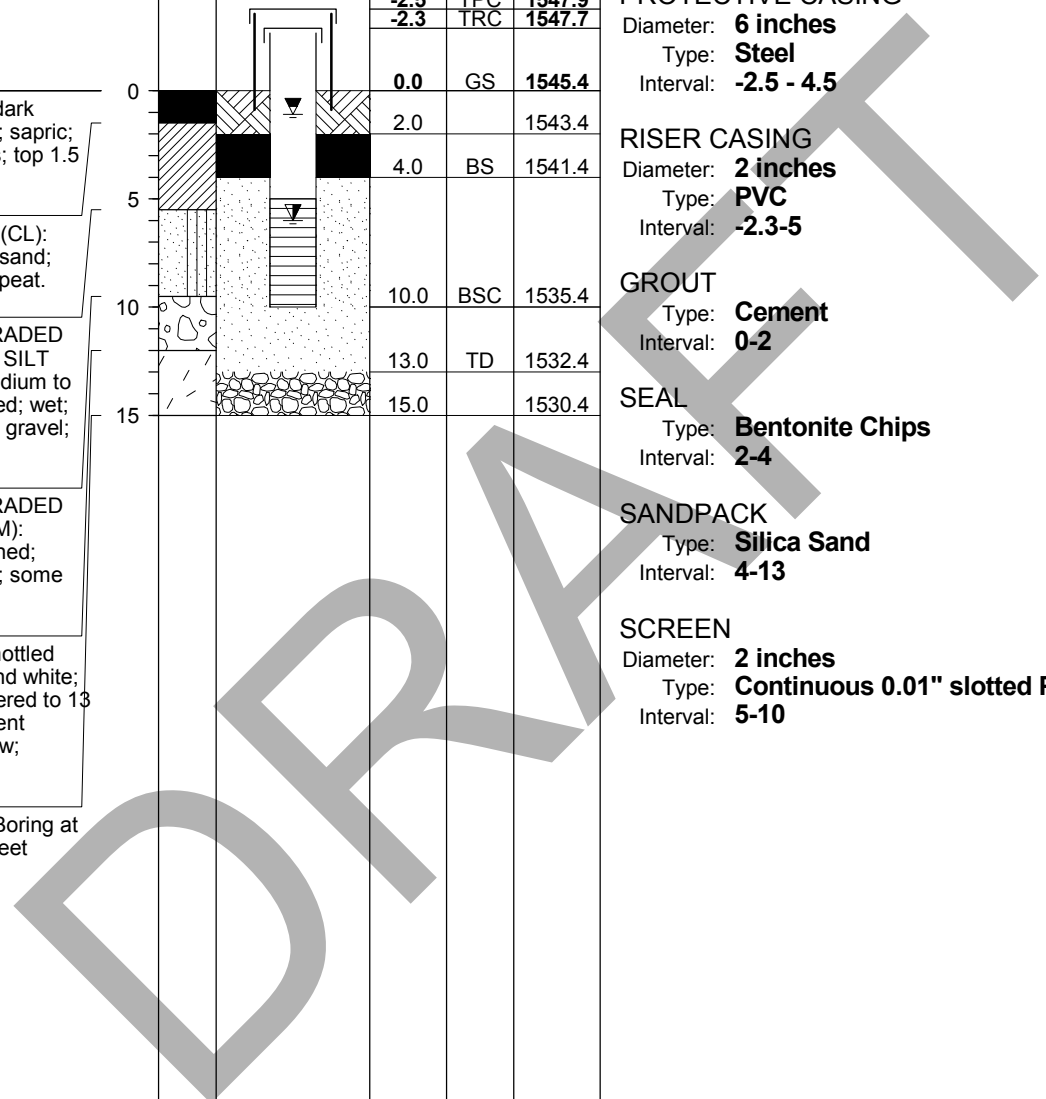 -2.5 TPC 1547.9
-2.3 TRC 1547.7
0.0 GS 1545.4
2.0 1543.4
4.0 BS 1541.4
10.0 BSC 1535.4
13.0 TD 1532.4
15.0 1530.4
0
5
10
15
dark
; sapric;
; top 1.5
(CL):
sand;
peat.
RADED
SILT
dium to
ed; wet;
gravel;
RADED
M):
ned;
; some
nottled
nd white;
ered to 13
ent
w;
Boring at
eet
PROTECTIVE CASING
Diameter: 6 inches
Type: Steel
Interval: -2.5 - 4.5
RISER CASING
Diameter: 2 inches
Type: PVC
Interval: -2.3-5
GROUT
Type: Cement
Interval: 0-2
SEAL
Type: Bentonite Chips
Interval: 2-4
SANDPACK
Type: Silica Sand
Interval: 4-13
SCREEN
Diameter: 2 inches
Type: Continuous 0.01" slotted
Interval: 5-10
DRAFT